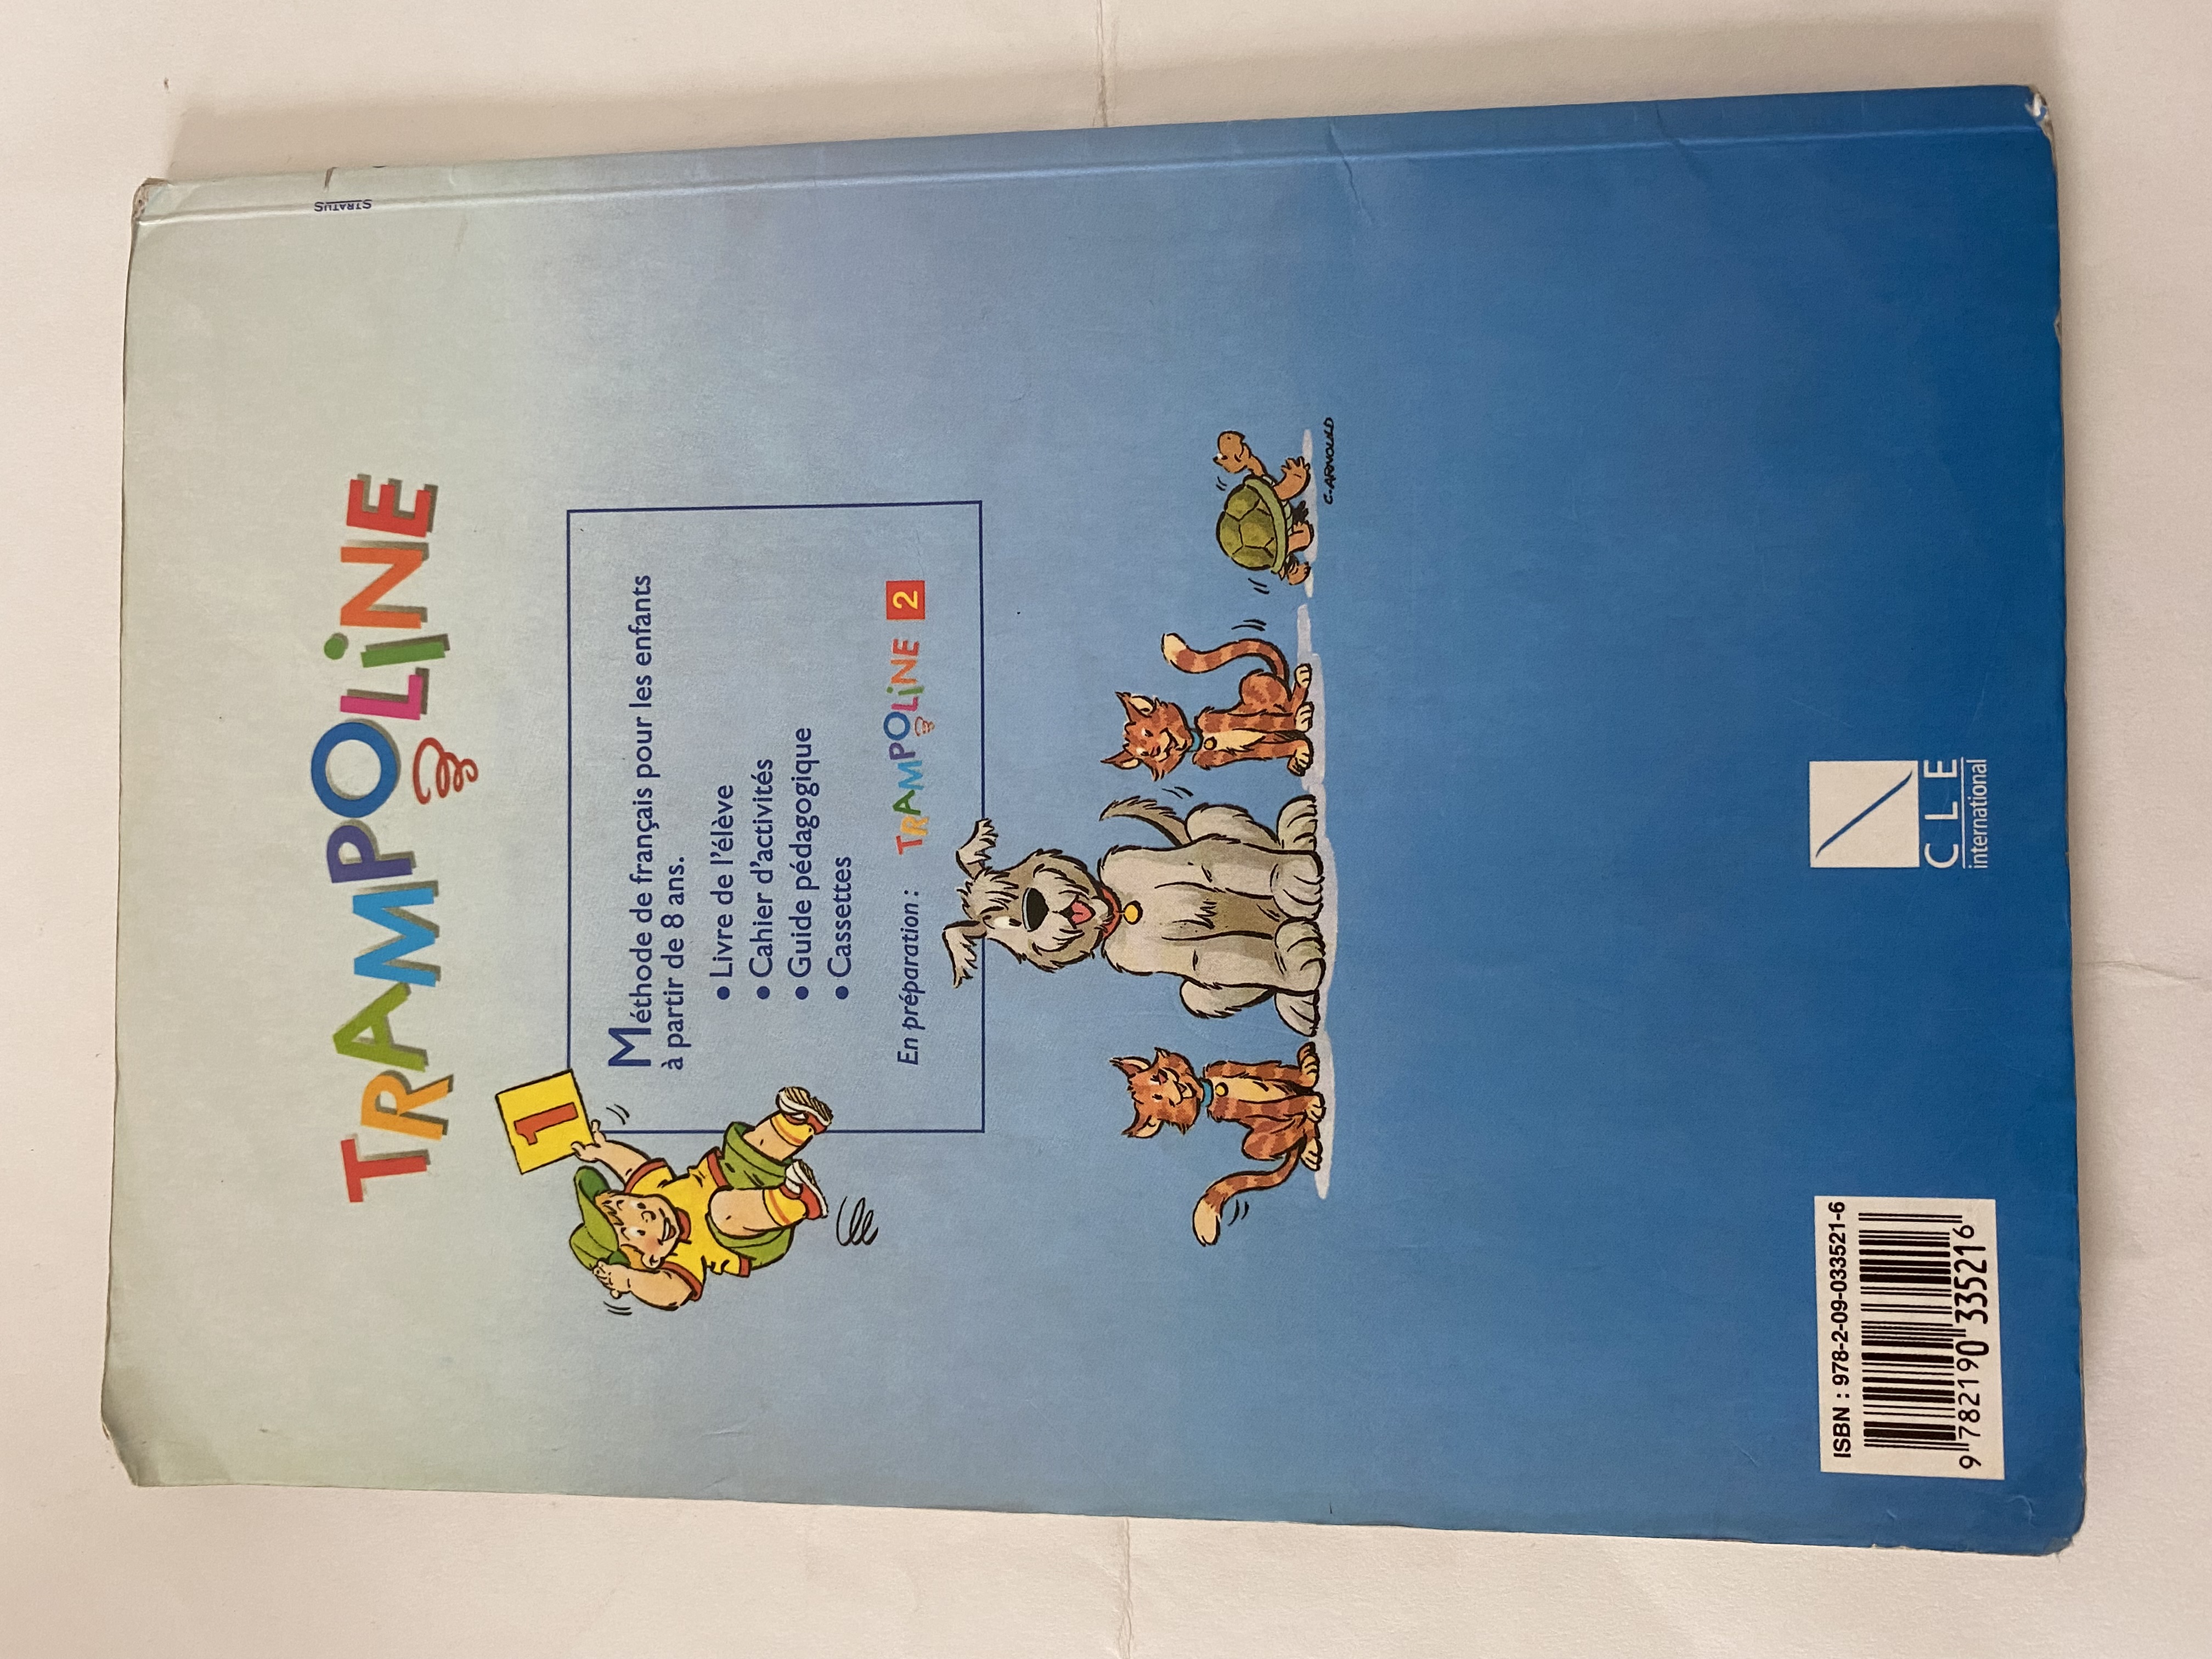 STRATUS
TRAMPOLiNE
1
Méthode de français pour les enfants
à partir de 8 ans.
• Livre de l'élève
• Cahier d'activités
• Guide pédagogique
• Cassettes
En préparation : TRAMPOLiNE 2
C. ARNOULD
ISBN : 978-2-09-033521-6
9 782190 335216
CLE
international